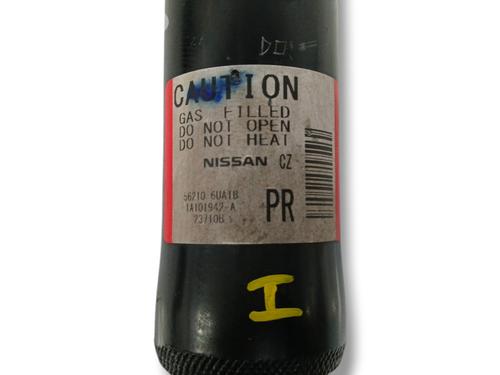 CAUTION
GAS FILLED
DO NOT OPEN
DO NOT HEAT
NISSAN CZ
56210 6UA1B
1A101942-A
PR
I